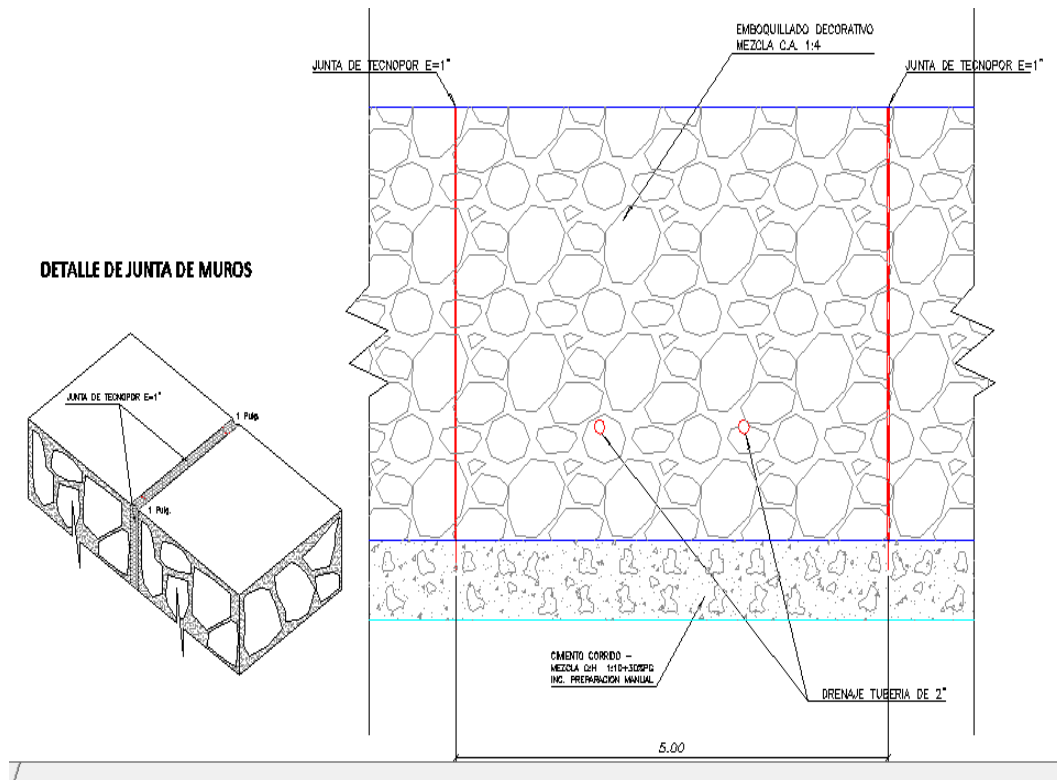 EMBOQUILLADO DECORATIVO
MEZCLA C.A. 1:4
JUNTA DE TECNOPOR E=1"
JUNTA DE TECNOPOR E=1"
DETALLE DE JUNTA DE MUROS
JUNTA DE TECNOPOR E=1"
1 Pulg.
1 Pulg.
CIMIENTO CORRIDO -
MEZCLA C:H 1:10+30%PG
INC. PREPARACION MANUAL
DRENAJE TUBERIA DE 2"
5.00